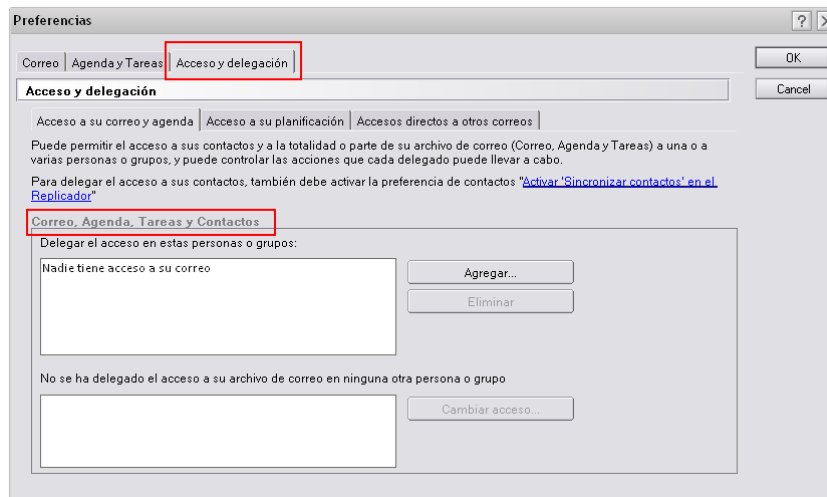 Preferencias
?
OK
Cancel
Correo
Agenda y Tareas
Acceso y delegación
Acceso y delegación
Acceso a su correo y agenda
Acceso a su planificación
Accesos directos a otros correos
Puede permitir el acceso a sus contactos y a la totalidad o parte de su archivo de correo (Correo, Agenda y Tareas) a una o a
varias personas o grupos, y puede controlar las acciones que cada delegado puede llevar a cabo.
Para delegar el acceso a sus contactos, también debe activar la preferencia de contactos "Activar 'Sincronizar contactos' en el
Replicador"
Correo, Agenda, Tareas y Contactos
Delegar el acceso en estas personas o grupos:
Nadie tiene acceso a su correo
Agregar...
Eliminar
No se ha delegado el acceso a su archivo de correo en ninguna otra persona o grupo
Cambiar acceso...